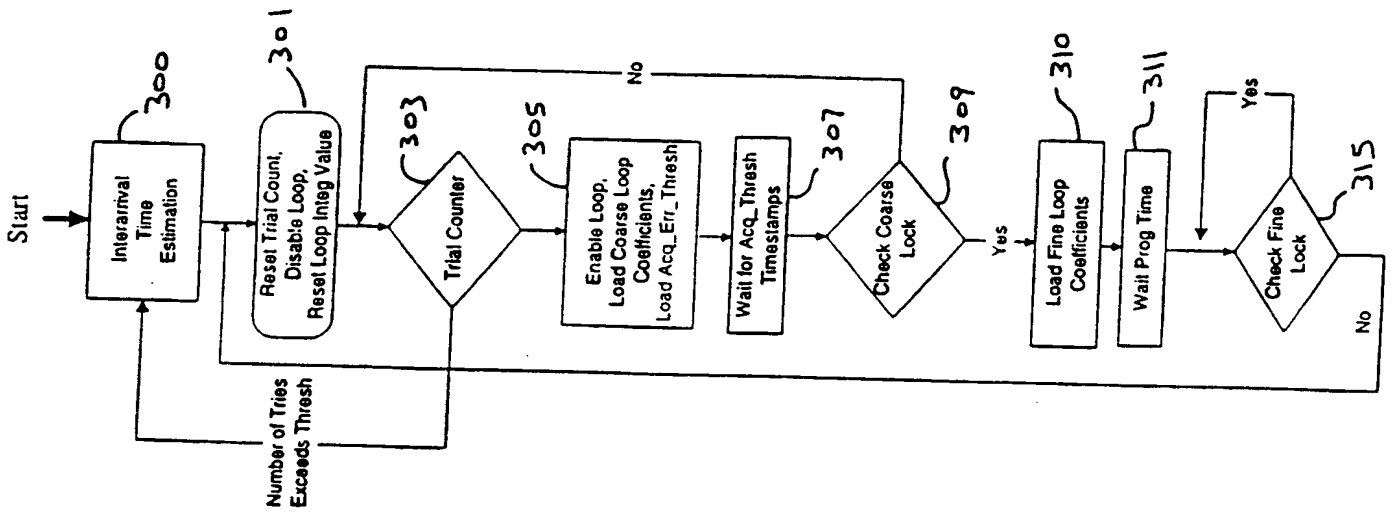 Start
Interarrival
Time
Estimation
300
Reset Trial Count,
Disable Loop,
Reset Loop Integ Value
301
Number of Tries
Exceeds Thresh
Trial Counter
303
No
Enable Loop,
Load Coarse Loop
Coefficients,
Load Acq_Err_Thresh
305
Wait for Acq_Thresh
Timestamps
307
Check Coarse
Lock
309
Yes
Load Fine Loop
Coefficients
310
Wait Prog Time
311
Yes
Check Fine
Lock
315
No